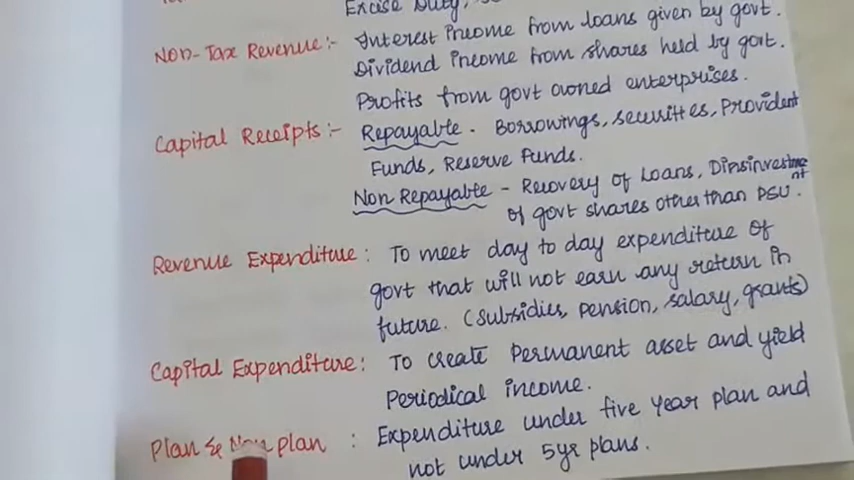 Excise Duty,
Non-Tax Revenue :- Interest income from loans given by govt.
Dividend income from shares held by govt.
Profits from govt owned enterprises.
Capital Receipts :- Repayable. Borrowings, securities, Provident
Funds, Reserve Funds.
Non Repayable - Recovery of Loans, Dinsinvestment
of govt shares other than PSU.
Revenue Expenditure : To meet day to day expenditure of
govt that will not earn any return in
future. (Subsidies, pension, salary, grants)
Capital Expenditure : To create permanent asset and yield
Periodical income.
Plan & Non plan : Expenditure under five year plan and
not under 5yr plans.